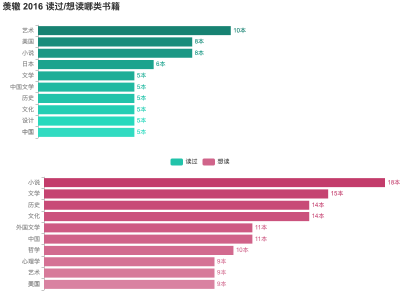 羡辙 2016 读过/想读哪类书籍
艺术 10本
美国 8本
小说 8本
日本 6本
文学 5本
中国文学 5本
历史 5本
文化 5本
设计 5本
中国 5本
读过 想读
小说 18本
文学 15本
历史 14本
文化 14本
外国文学 11本
中国 11本
哲学 10本
心理学 9本
艺术 9本
美国 9本